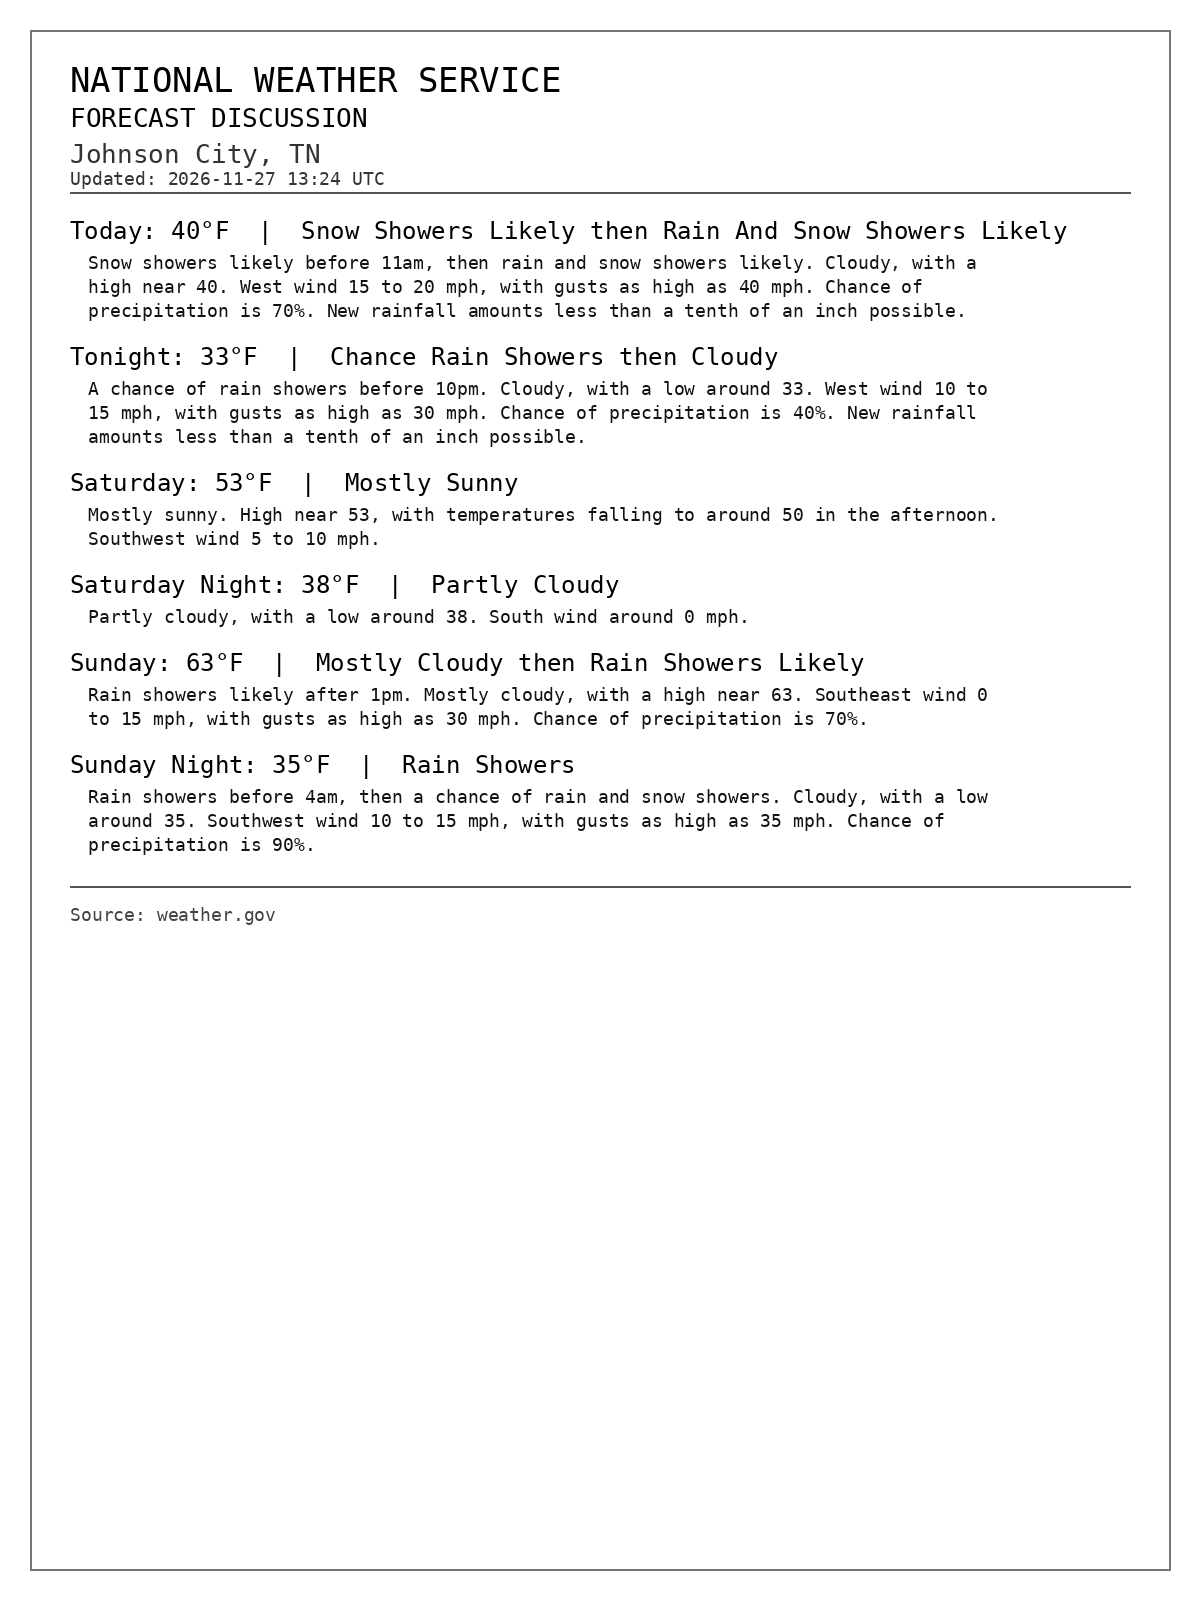 NATIONAL WEATHER SERVICE
FORECAST DISCUSSION
Johnson City, TN
Updated: 2026-11-27 13:24 UTC
Today: 40°F | Snow Showers Likely then Rain And Snow Showers Likely
Snow showers likely before 11am, then rain and snow showers likely. Cloudy, with a
high near 40. West wind 15 to 20 mph, with gusts as high as 40 mph. Chance of
precipitation is 70%. New rainfall amounts less than a tenth of an inch possible.
Tonight: 33°F | Chance Rain Showers then Cloudy
A chance of rain showers before 10pm. Cloudy, with a low around 33. West wind 10 to
15 mph, with gusts as high as 30 mph. Chance of precipitation is 40%. New rainfall
amounts less than a tenth of an inch possible.
Saturday: 53°F | Mostly Sunny
Mostly sunny. High near 53, with temperatures falling to around 50 in the afternoon.
Southwest wind 5 to 10 mph.
Saturday Night: 38°F | Partly Cloudy
Partly cloudy, with a low around 38. South wind around 0 mph.
Sunday: 63°F | Mostly Cloudy then Rain Showers Likely
Rain showers likely after 1pm. Mostly cloudy, with a high near 63. Southeast wind 0
to 15 mph, with gusts as high as 30 mph. Chance of precipitation is 70%.
Sunday Night: 35°F | Rain Showers
Rain showers before 4am, then a chance of rain and snow showers. Cloudy, with a low
around 35. Southwest wind 10 to 15 mph, with gusts as high as 35 mph. Chance of
precipitation is 90%.
Source: weather.gov